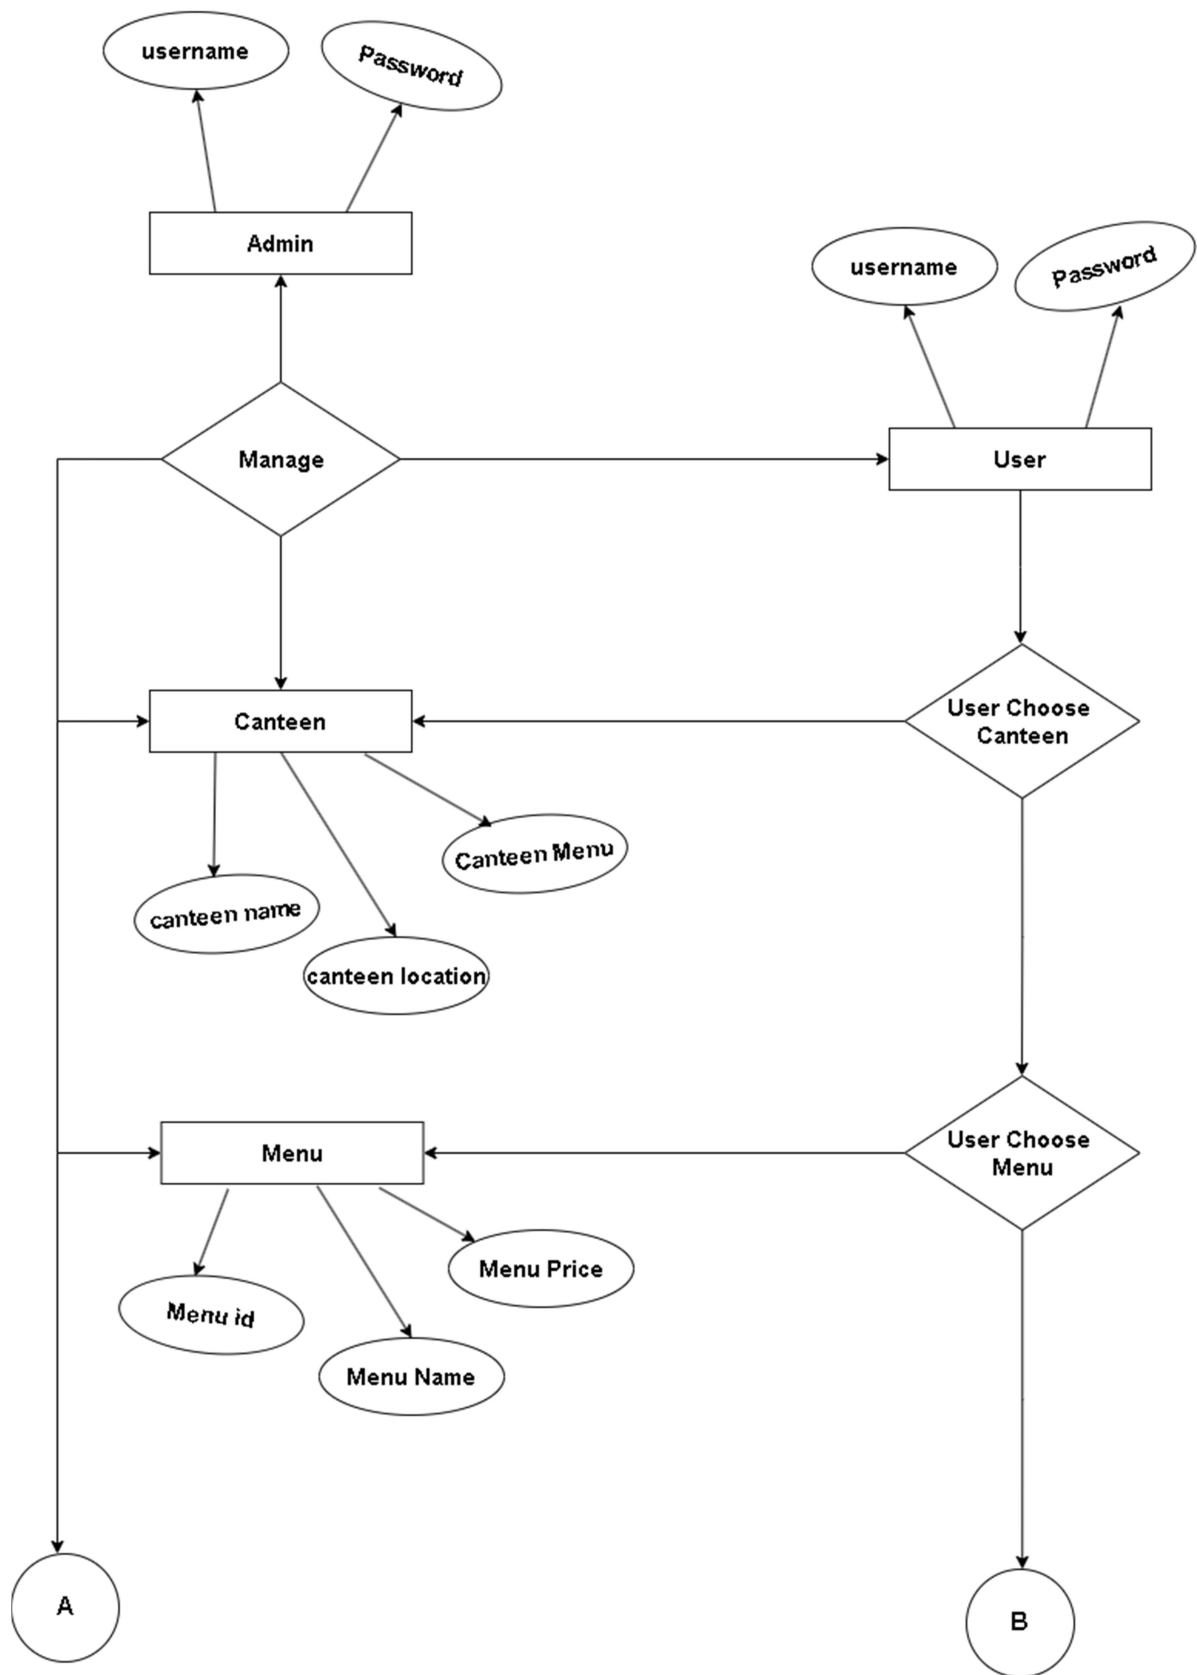 username
Password
Admin
username
Password
Manage
User
Canteen
User Choose
Canteen
Canteen Menu
canteen name
canteen location
Menu
User Choose
Menu
Menu Price
Menu id
Menu Name
A
B